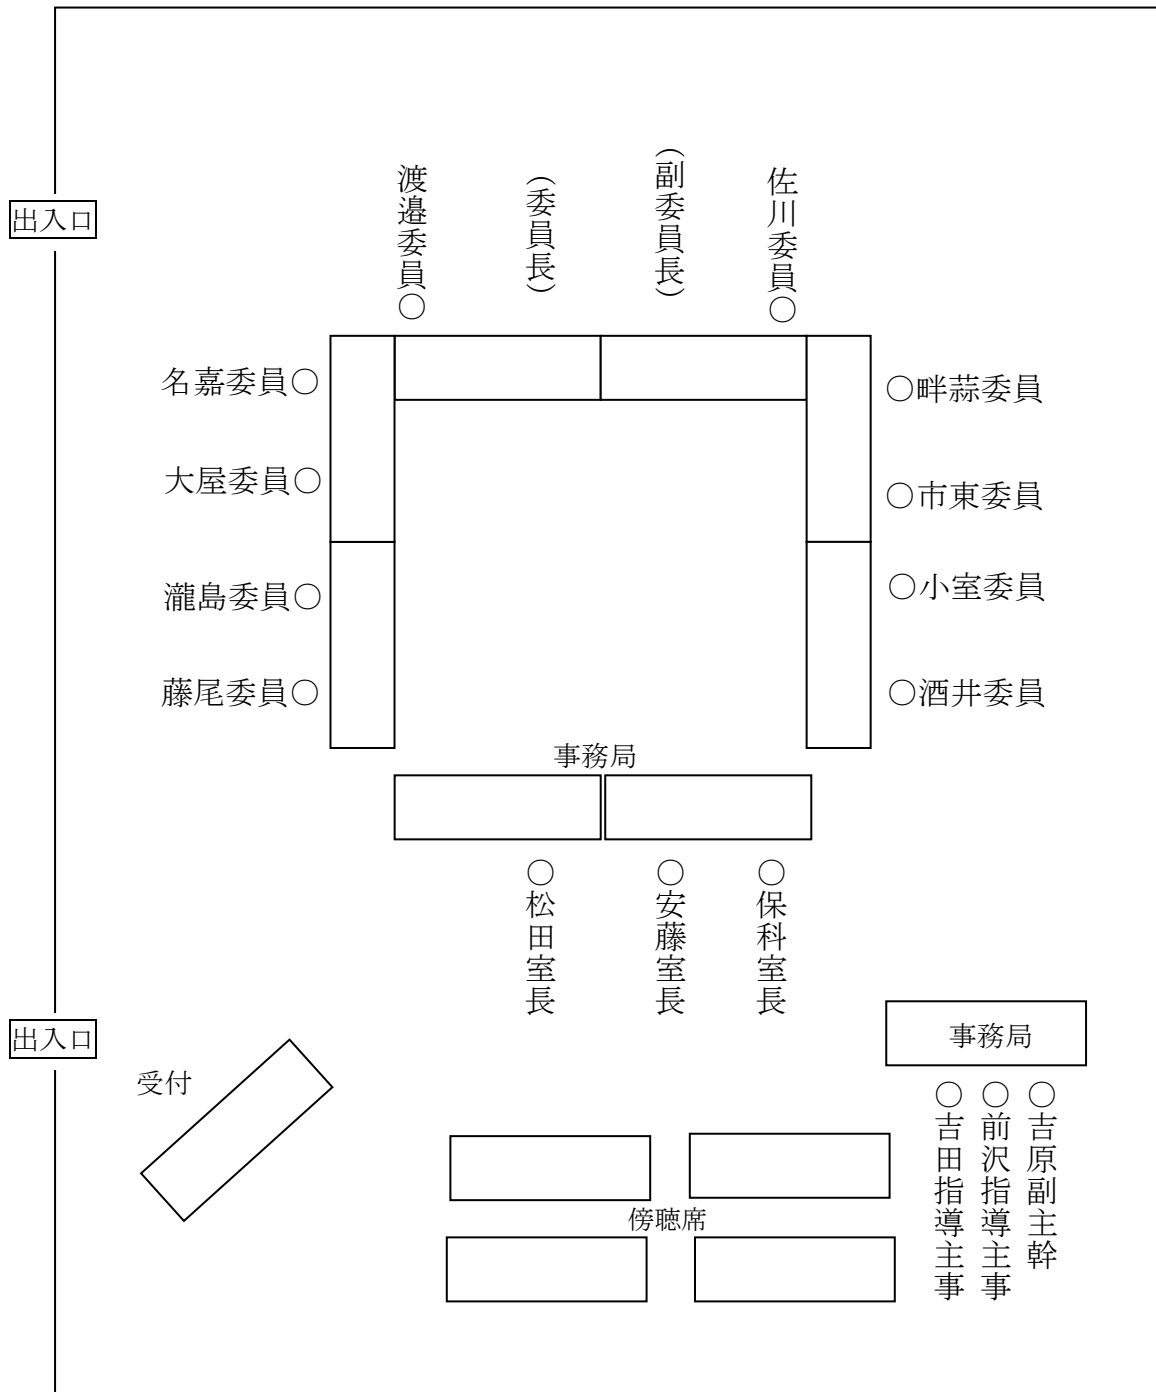 渡邉委員○
（委員長）
（副委員長）
佐川委員○
出入口
名嘉委員○
○畔蒜委員
大屋委員○
○市東委員
瀧島委員○
○小室委員
藤尾委員○
○酒井委員
事務局
○松田室長
○安藤室長
○保科室長
出入口
事務局
受付
○吉田指導主事
○前沢指導主事
○吉原副主幹
傍聴席